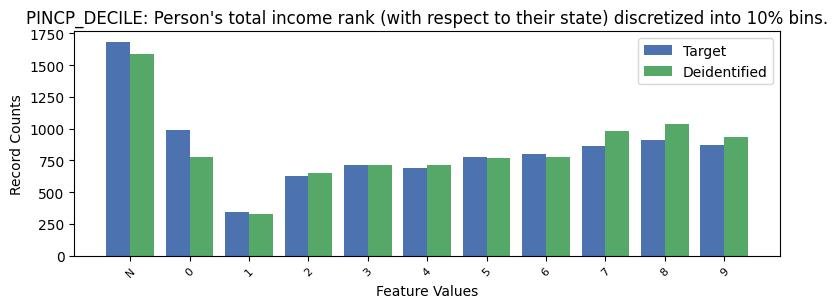 PINCP_DECILE: Person's total income rank (with respect to their state) discretized into 10% bins.
1750
1500
1250
1000
750
500
250
0
Record Counts
Target
Deidentified
N 0 1 2 3 4 5 6 7 8 9
Feature Values